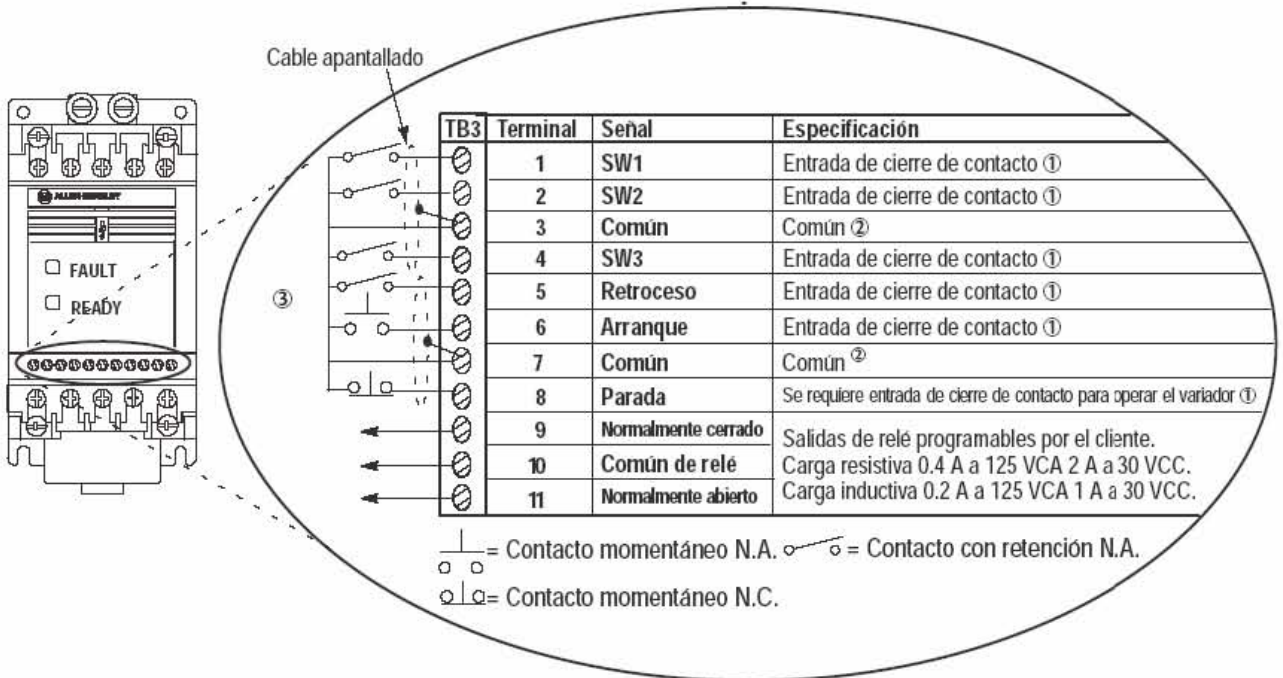 Cable apantallado
TB3 Terminal Señal Especificación
1 SW1 Entrada de cierre de contacto ①
2 SW2 Entrada de cierre de contacto ①
3 Común Común ②
4 SW3 Entrada de cierre de contacto ①
5 Retroceso Entrada de cierre de contacto ①
6 Arranque Entrada de cierre de contacto ①
7 Común Común ②
8 Parada Se requiere entrada de cierre de contacto para operar el variador ①
9 Normalmente cerrado Salidas de relé programables por el cliente.
10 Común de relé Carga resistiva 0.4 A a 125 VCA 2 A a 30 VCC.
11 Normalmente abierto Carga inductiva 0.2 A a 125 VCA 1 A a 30 VCC.
③
ALLEN-BRADLEY
FAULT
READY
= Contacto momentáneo N.A. = Contacto con retención N.A.
= Contacto momentáneo N.C.